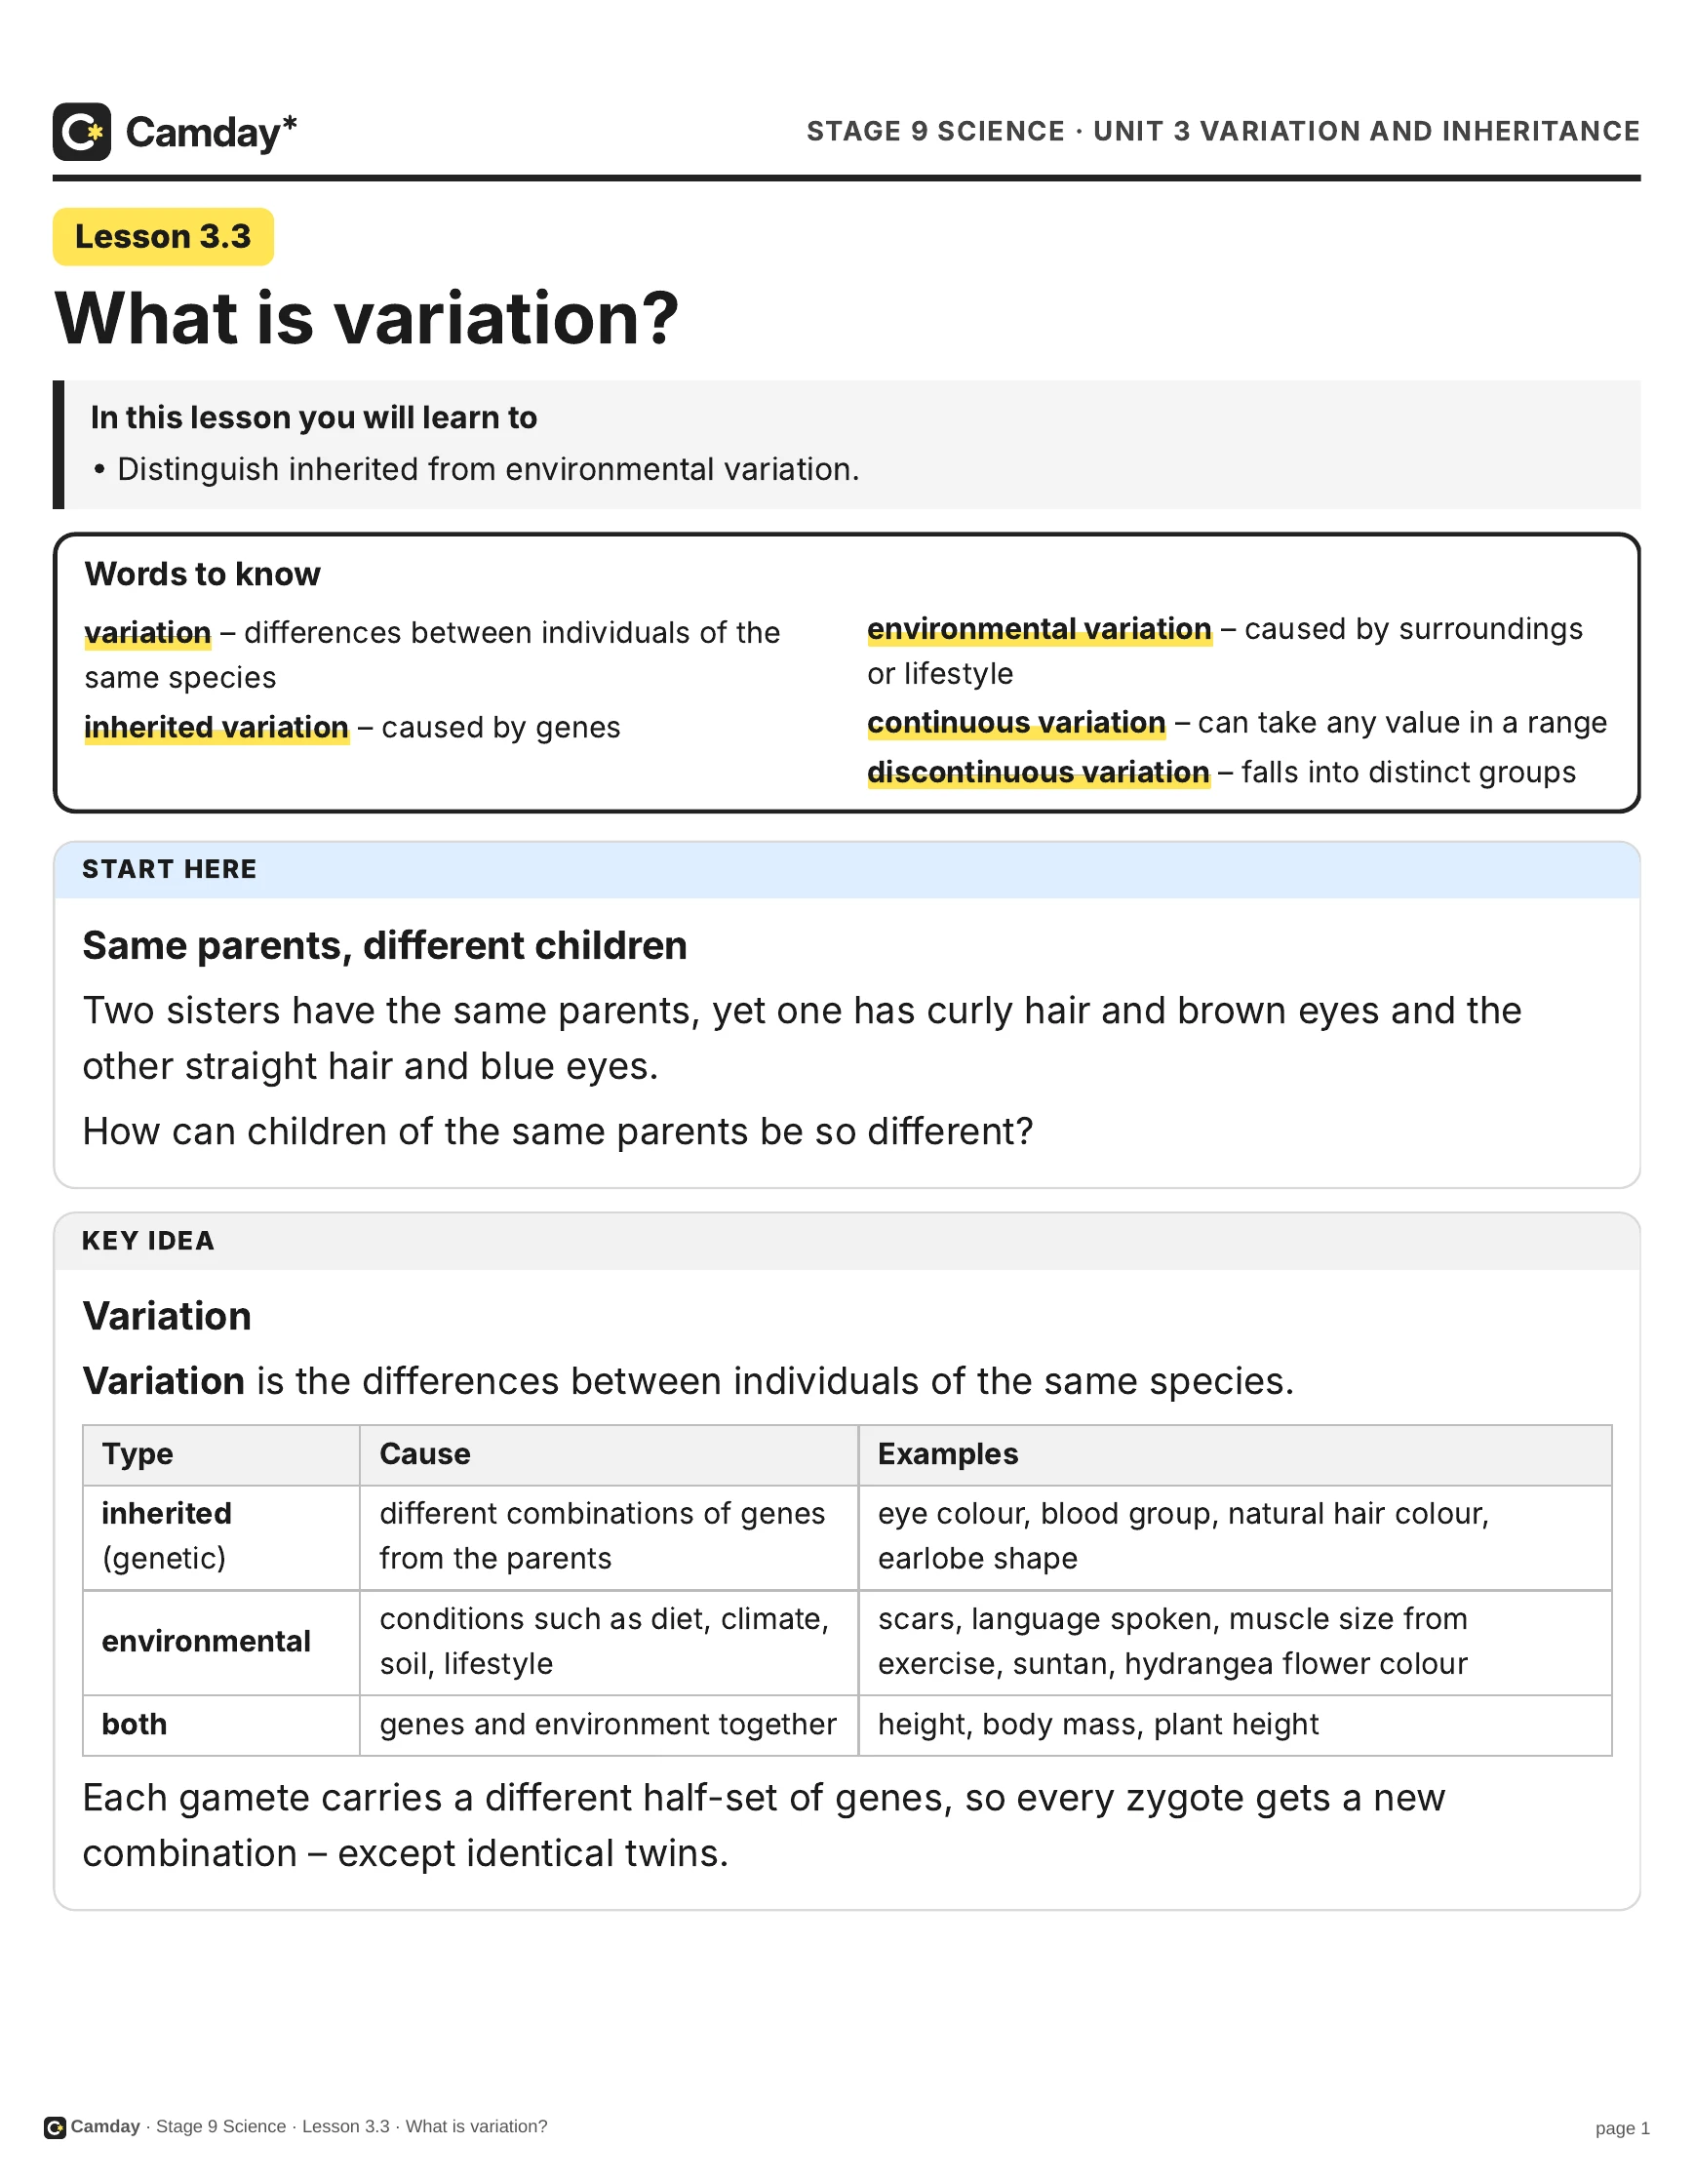 Camday*
STAGE 9 SCIENCE · UNIT 3 VARIATION AND INHERITANCE
Lesson 3.3
What is variation?
In this lesson you will learn to
• Distinguish inherited from environmental variation.
Words to know
variation – differences between individuals of the
same species
inherited variation – caused by genes
environmental variation – caused by surroundings
or lifestyle
continuous variation – can take any value in a range
discontinuous variation – falls into distinct groups
START HERE
Same parents, different children
Two sisters have the same parents, yet one has curly hair and brown eyes and the
other straight hair and blue eyes.
How can children of the same parents be so different?
KEY IDEA
Variation
Variation is the differences between individuals of the same species.
Type Cause Examples
inherited
(genetic)
different combinations of genes
from the parents
eye colour, blood group, natural hair colour,
earlobe shape
environmental
conditions such as diet, climate,
soil, lifestyle
scars, language spoken, muscle size from
exercise, suntan, hydrangea flower colour
both
genes and environment together
height, body mass, plant height
Each gamete carries a different half-set of genes, so every zygote gets a new
combination – except identical twins.
Camday · Stage 9 Science · Lesson 3.3 · What is variation?
page 1